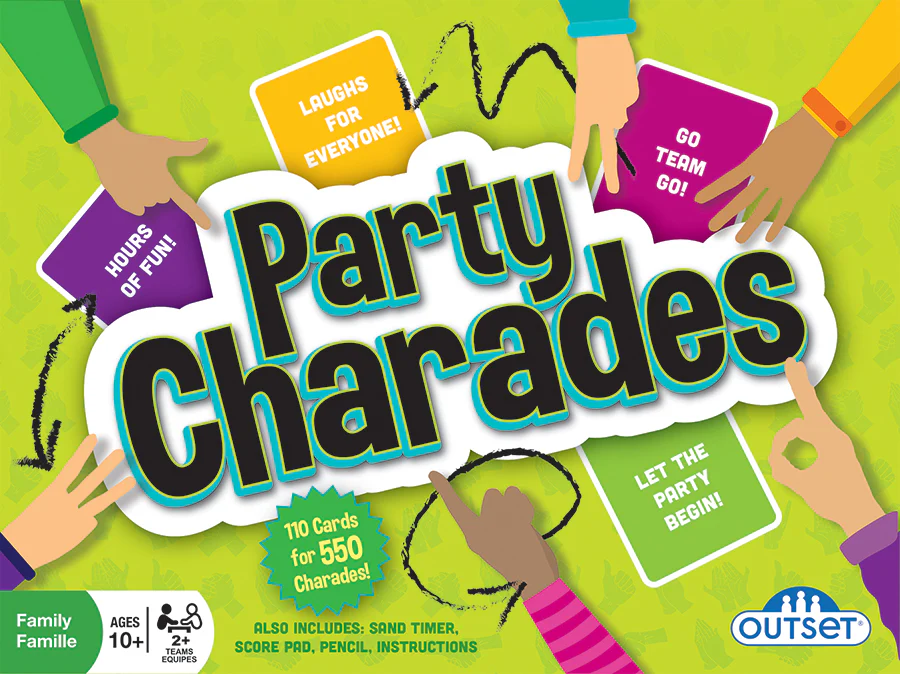 LAUGHS
FOR
EVERYONE!
GO
TEAM
GO!
HOURS
OF FUN!
Party
Charades
LET THE
PARTY
BEGIN!
110 Cards
for 550
Charades!
Family
Famille
AGES
10+
2+
TEAMS
EQUIPES
ALSO INCLUDES: SAND TIMER,
SCORE PAD, PENCIL, INSTRUCTIONS
OUTSET®